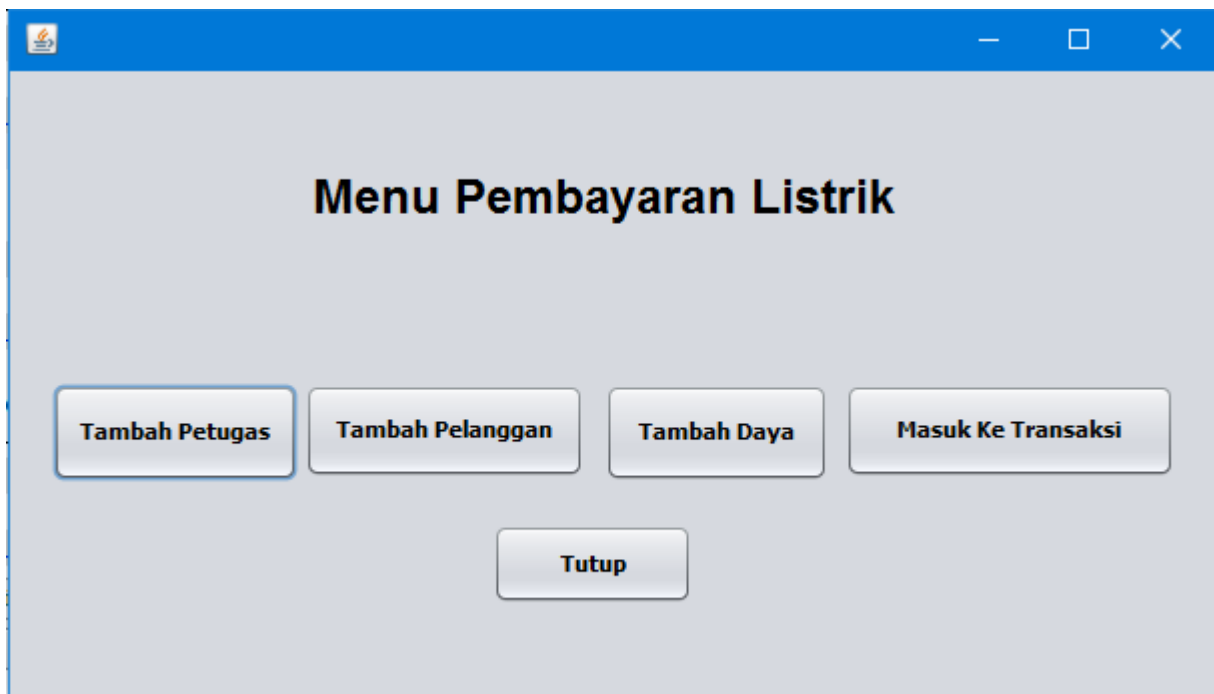 Menu Pembayaran Listrik
Tambah Petugas
Tambah Pelanggan
Tambah Daya
Masuk Ke Transaksi
Tutup